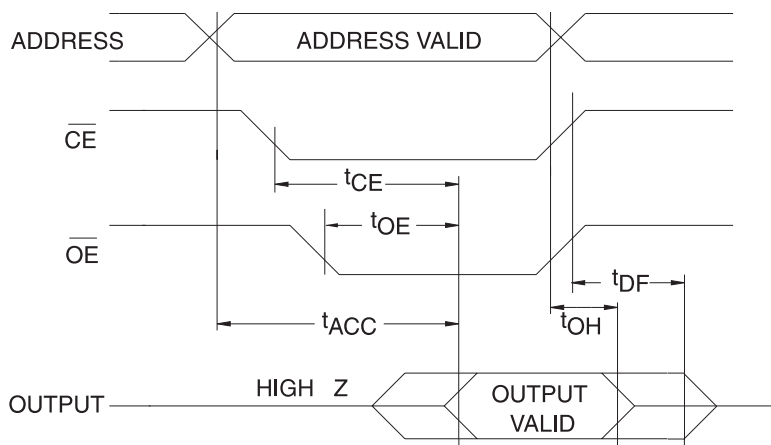 ADDRESS
ADDRESS VALID
CE
tCE
OE
tOE
tDF
tACC
tOH
HIGH Z
OUTPUT
OUTPUT
VALID